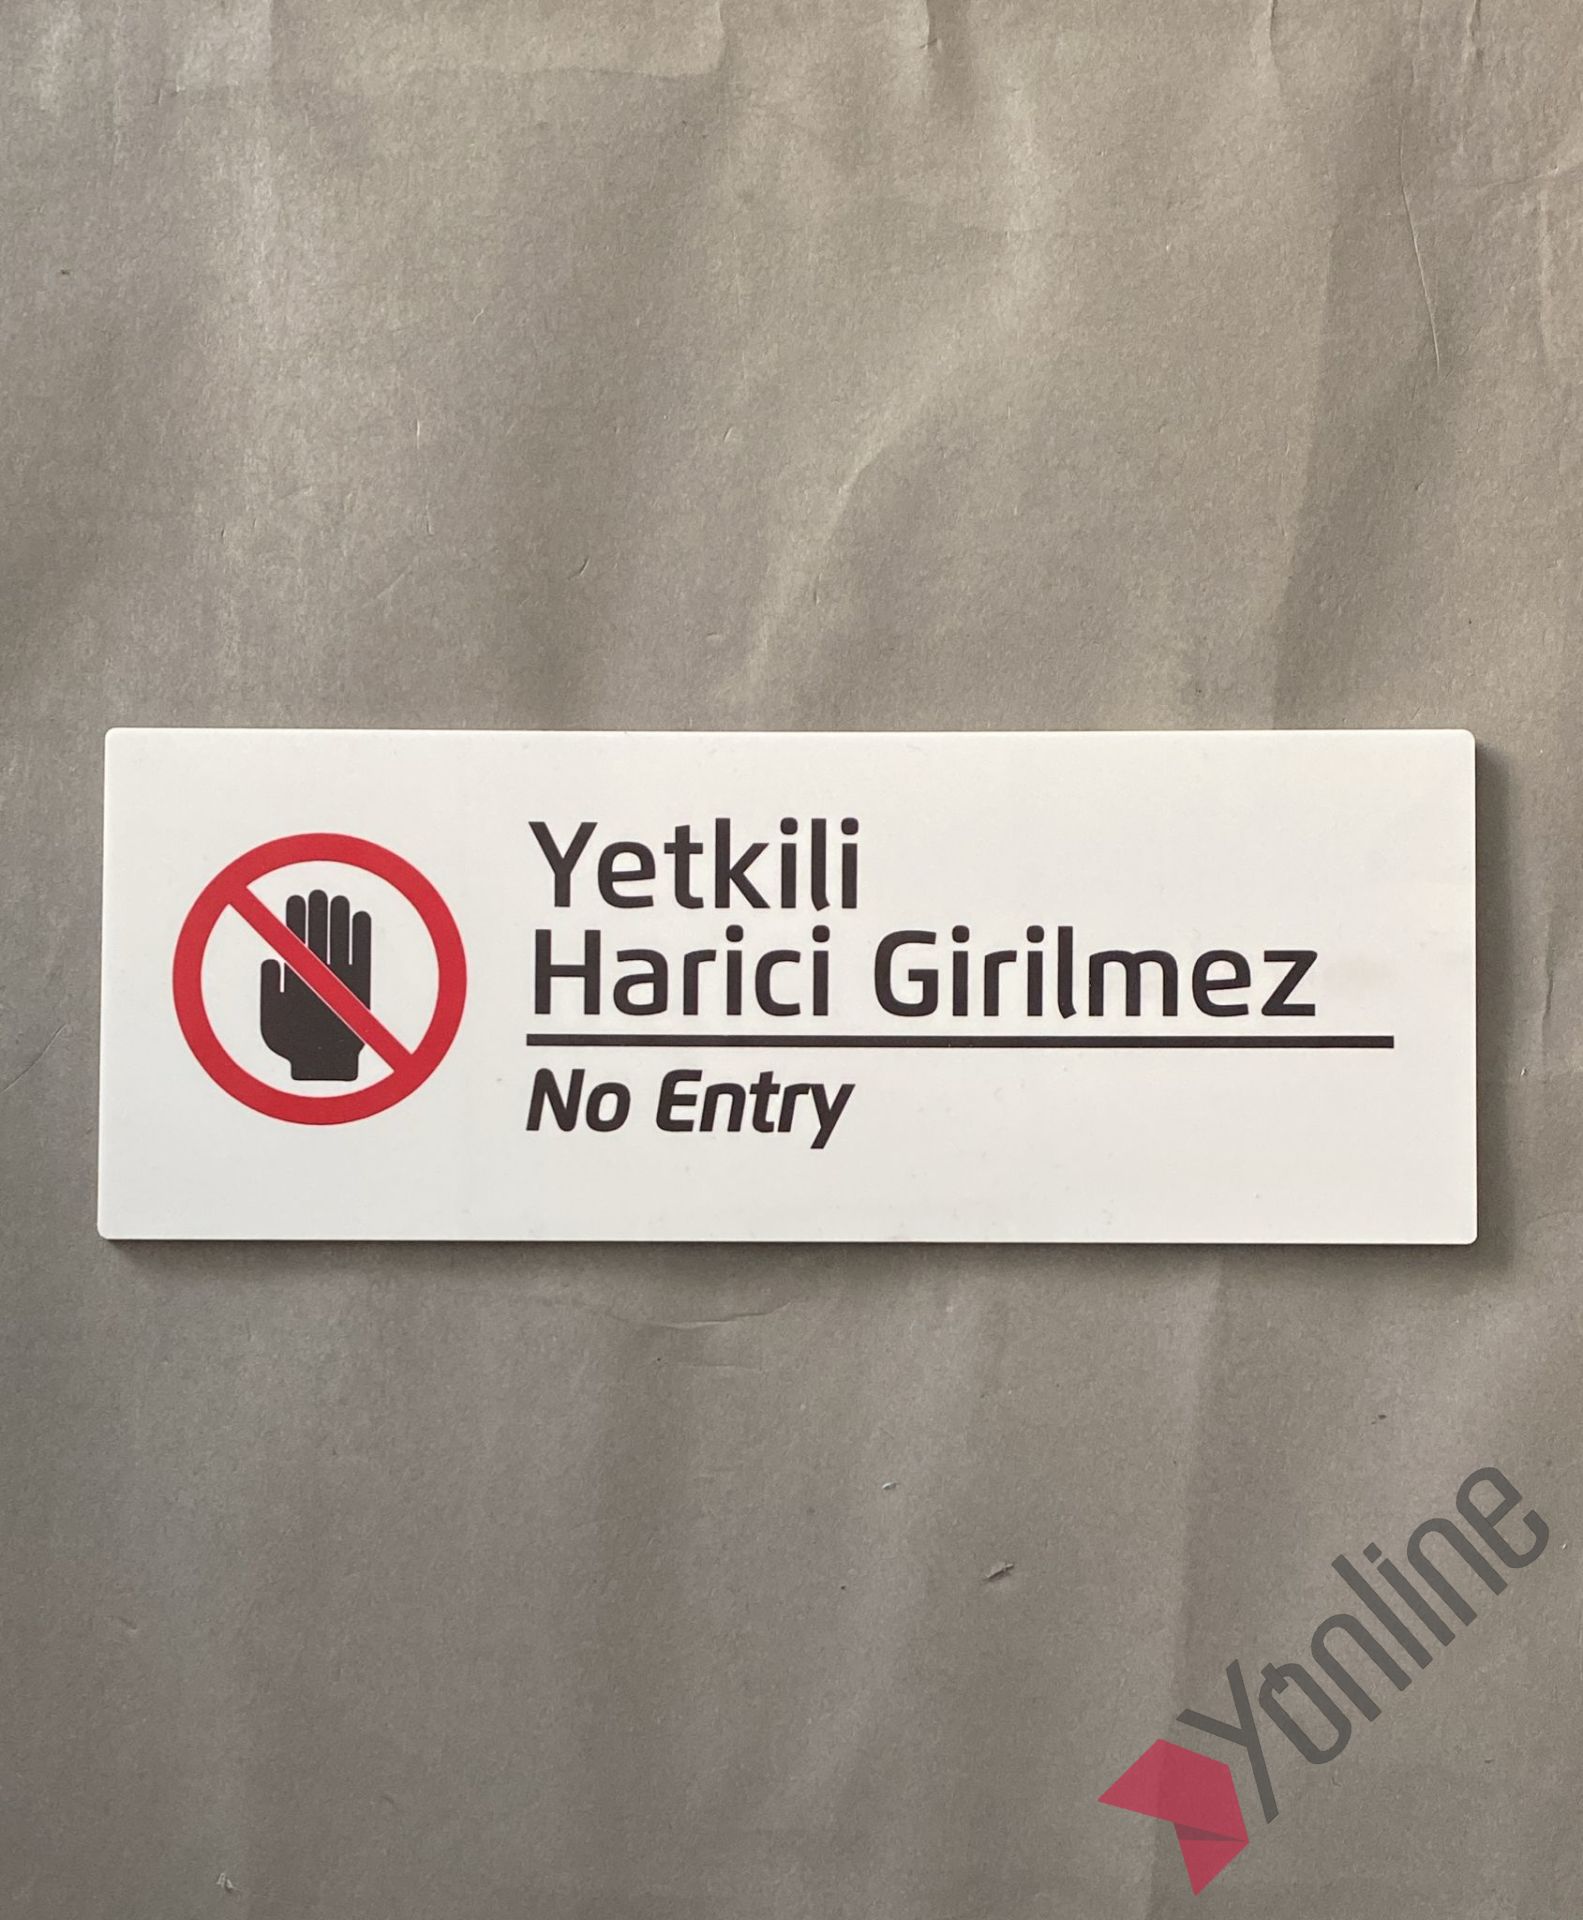 Yetkili
Harici Girilmez
No Entry
Yonline